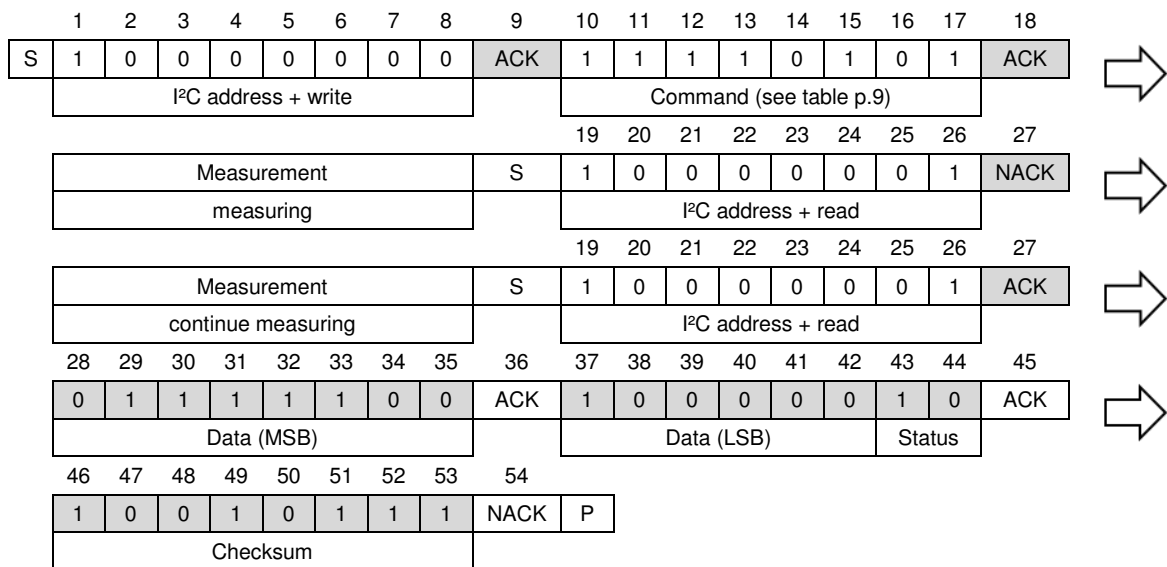 1 2 3 4 5 6 7 8 9 10 11 12 13 14 15 16 17 18
S 1 0 0 0 0 0 0 0 ACK 1 1 1 1 0 1 0 1 ACK
I²C address + write Command (see table p.9)
19 20 21 22 23 24 25 26 27
Measurement S 1 0 0 0 0 0 0 1 NACK
measuring I²C address + read
19 20 21 22 23 24 25 26 27
Measurement S 1 0 0 0 0 0 0 1 ACK
continue measuring I²C address + read
28 29 30 31 32 33 34 35 36 37 38 39 40 41 42 43 44 45
0 1 1 1 1 1 0 0 ACK 1 0 0 0 0 0 1 0 ACK
Data (MSB) Data (LSB) Status
46 47 48 49 50 51 52 53 54
1 0 0 1 0 1 1 1 NACK P
Checksum